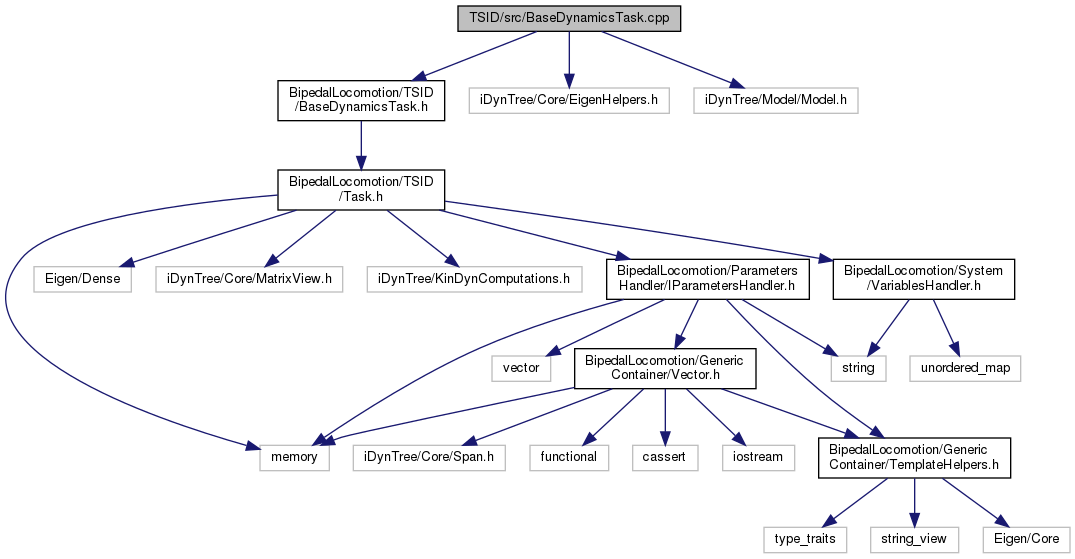 TSID/src/BaseDynamicsTask.cpp
BipedalLocomotion/TSID
/BaseDynamicsTask.h
iDynTree/Core/EigenHelpers.h
iDynTree/Model/Model.h
BipedalLocomotion/TSID
/Task.h
Eigen/Dense
iDynTree/Core/MatrixView.h
iDynTree/KinDynComputations.h
BipedalLocomotion/Parameters
Handler/IParametersHandler.h
BipedalLocomotion/System
/VariablesHandler.h
vector
BipedalLocomotion/Generic
Container/Vector.h
string
unordered_map
memory
iDynTree/Core/Span.h
functional
cassert
iostream
BipedalLocomotion/Generic
Container/TemplateHelpers.h
type_traits
string_view
Eigen/Core